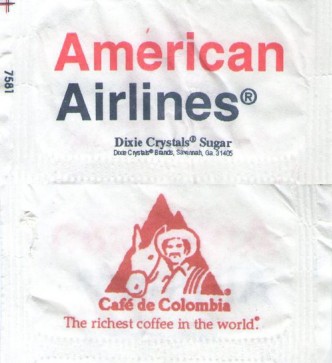 7581
American
Airlines®
Dixie Crystals® Sugar
Dixie Crystals® Brands, Savannah, Ga. 31405
®
Café de Colombia
The richest coffee in the world.®